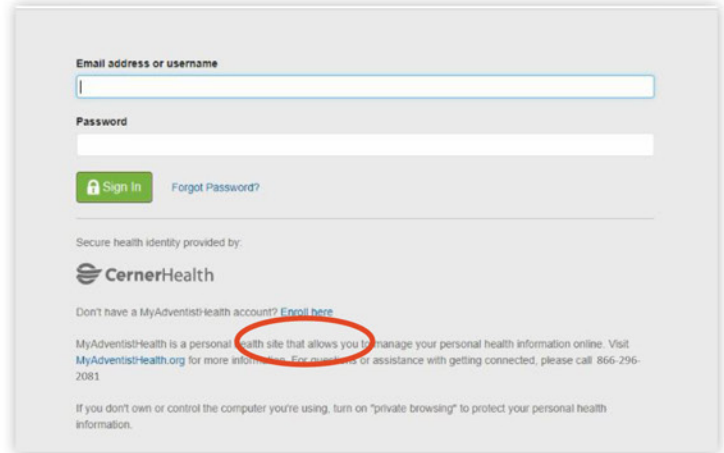 Email address or username
Password
Sign In Forgot Password?
Secure health identity provided by:
CernerHealth
Don't have a MyAdventistHealth account? Enroll here
MyAdventistHealth is a personal health site that allows you to manage your personal health information online. Visit
MyAdventistHealth.org for more information. For questions or assistance with getting connected, please call 866-296-
2081
If you don't own or control the computer you're using, turn on "private browsing" to protect your personal health
information.